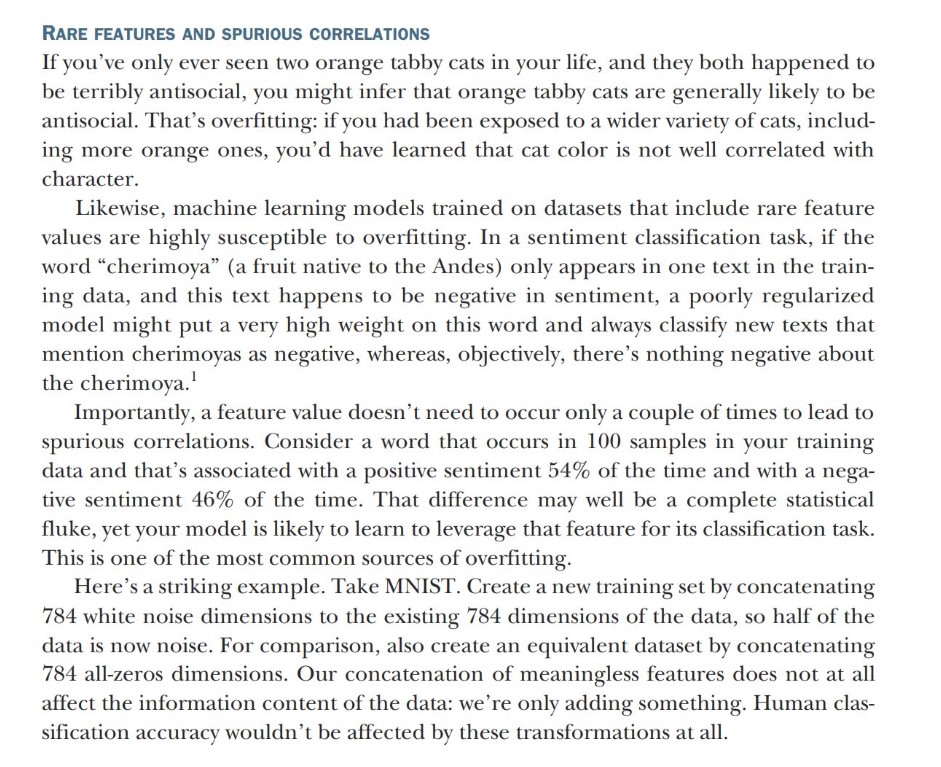 RARE FEATURES AND SPURIOUS CORRELATIONS
If you've only ever seen two orange tabby cats in your life, and they both happened to
be terribly antisocial, you might infer that orange tabby cats are generally likely to be
antisocial. That's overfitting: if you had been exposed to a wider variety of cats, includ-
ing more orange ones, you'd have learned that cat color is not well correlated with
character.
Likewise, machine learning models trained on datasets that include rare feature
values are highly susceptible to overfitting. In a sentiment classification task, if the
word “cherimoya” (a fruit native to the Andes) only appears in one text in the train-
ing data, and this text happens to be negative in sentiment, a poorly regularized
model might put a very high weight on this word and always classify new texts that
mention cherimoyas as negative, whereas, objectively, there's nothing negative about
the cherimoya.¹
Importantly, a feature value doesn't need to occur only a couple of times to lead to
spurious correlations. Consider a word that occurs in 100 samples in your training
data and that's associated with a positive sentiment 54% of the time and with a nega-
tive sentiment 46% of the time. That difference may well be a complete statistical
fluke, yet your model is likely to learn to leverage that feature for its classification task.
This is one of the most common sources of overfitting.
Here's a striking example. Take MNIST. Create a new training set by concatenating
784 white noise dimensions to the existing 784 dimensions of the data, so half of the
data is now noise. For comparison, also create an equivalent dataset by concatenating
784 all-zeros dimensions. Our concatenation of meaningless features does not at all
affect the information content of the data: we're only adding something. Human clas-
sification accuracy wouldn't be affected by these transformations at all.